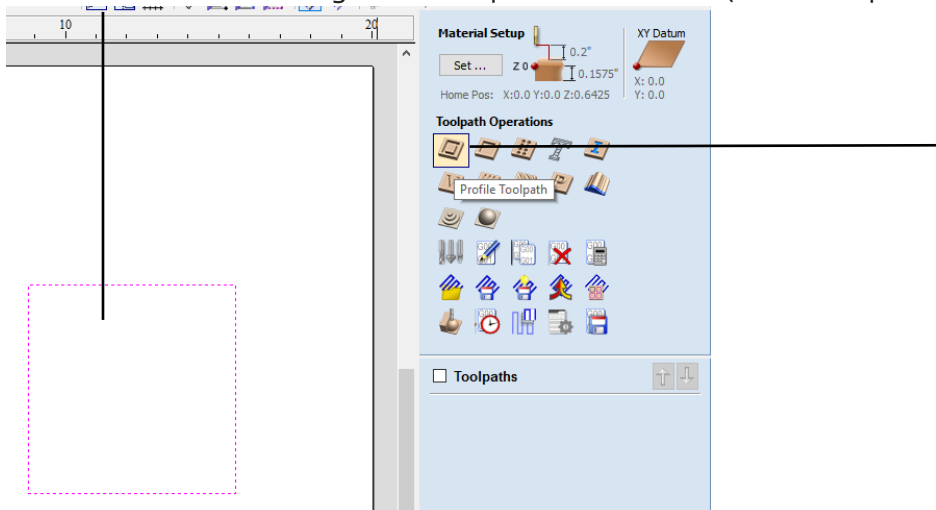 10
20
Material Setup
XY Datum
0.2"
Set ...
Z 0
0.1575"
X: 0.0
Home Pos: X:0.0 Y:0.0 Z:0.6425
Y: 0.0
Toolpath Operations
Profile Toolpath
Toolpaths